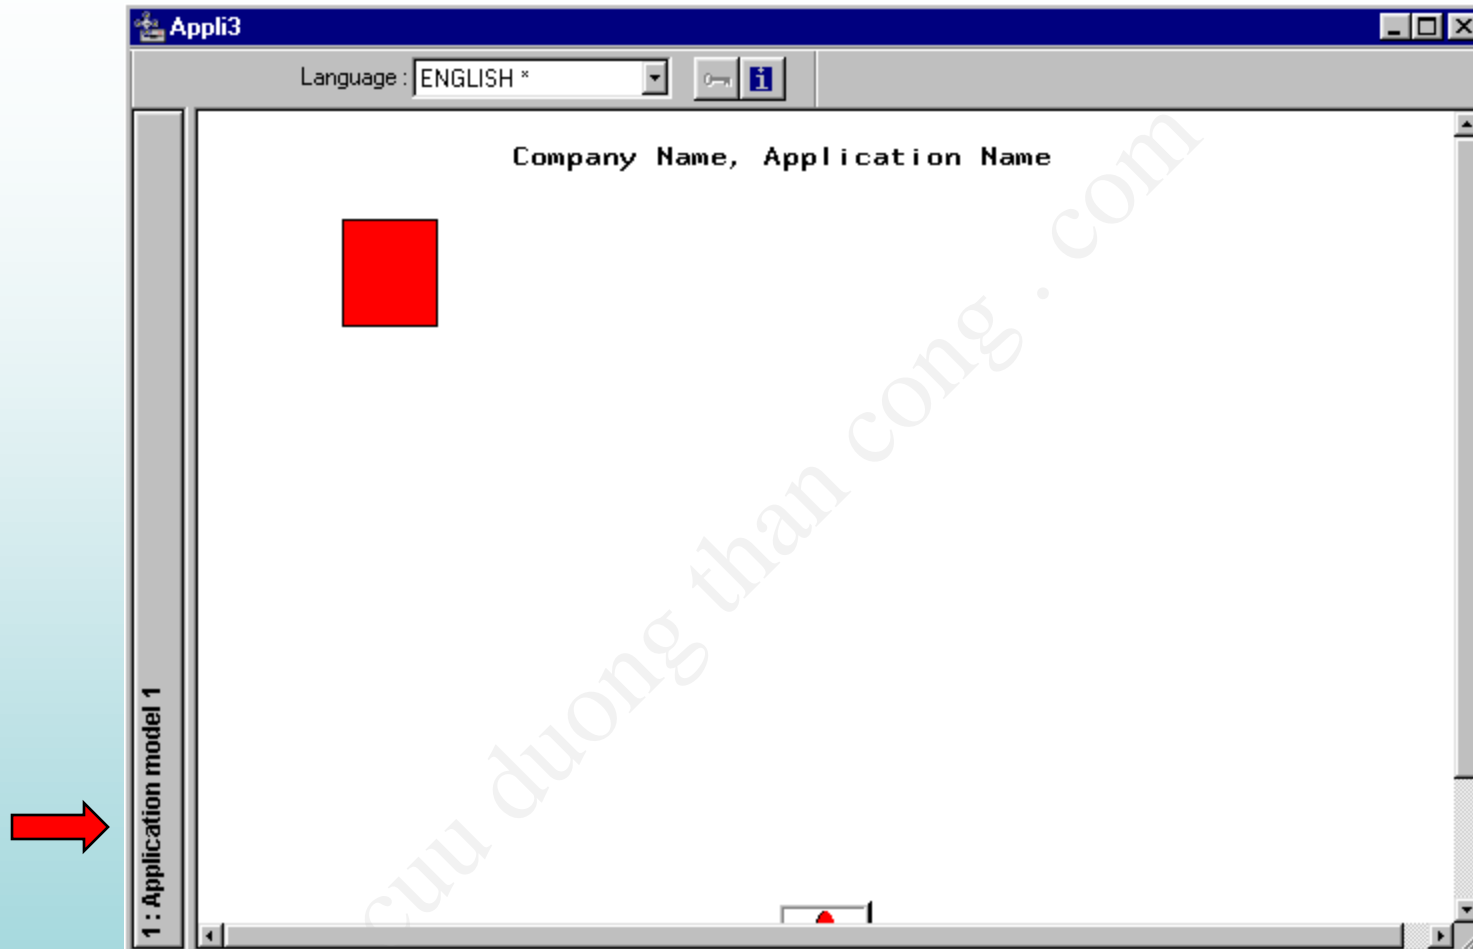 Appli3
Language : ENGLISH *
Company Name, Application Name
1 : Application model 1
cuu duong than cong . com